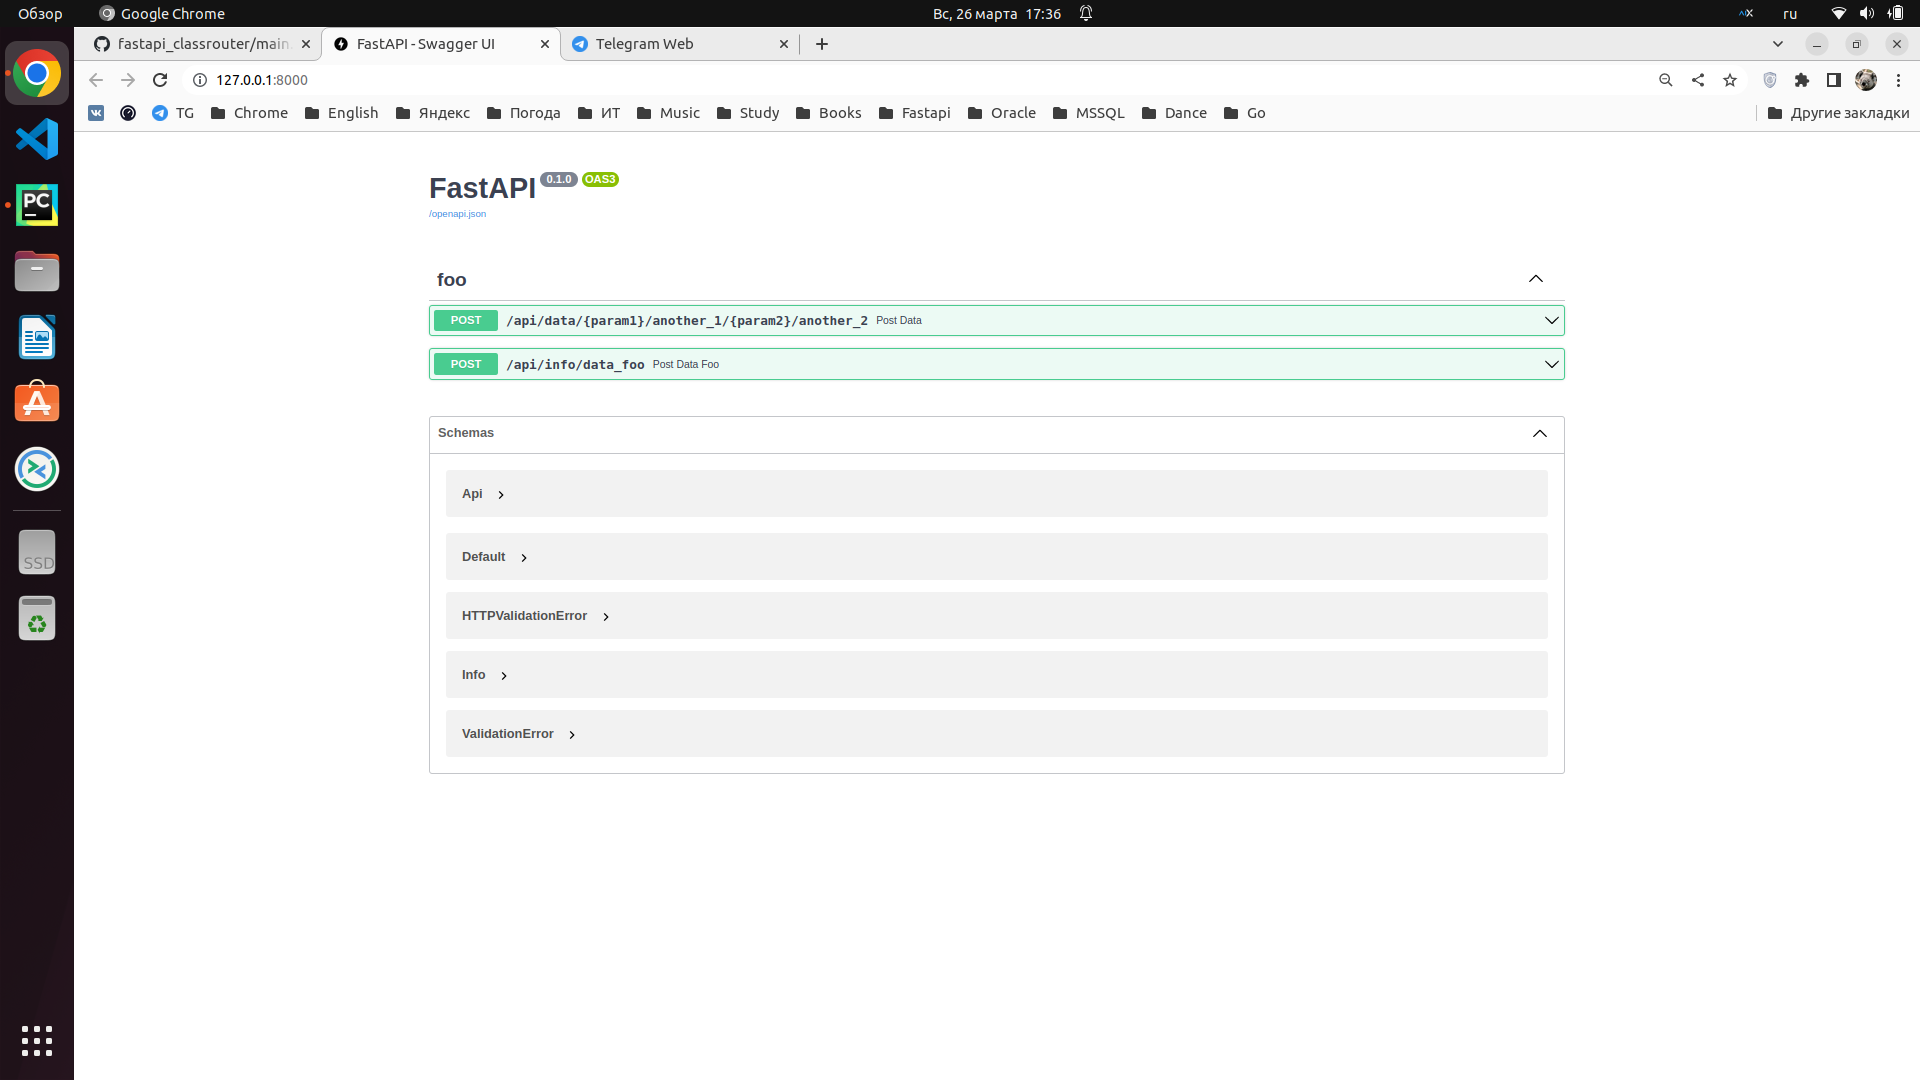 Обзор Google Chrome Вс, 26 марта 17:36 ru
fastapi_classrouter/main. FastAPI - Swagger UI Telegram Web
127.0.0.1:8000
TG Chrome English Яндекс Погода ИТ Music Study Books Fastapi Oracle MSSQL Dance Go Другие закладки
FastAPI 0.1.0 OAS3
/openapi.json
foo
POST /api/data/{param1}/another_1/{param2}/another_2 Post Data
POST /api/info/data_foo Post Data Foo
Schemas
Api
Default
HTTPValidationError
Info
ValidationError
PC
SSD